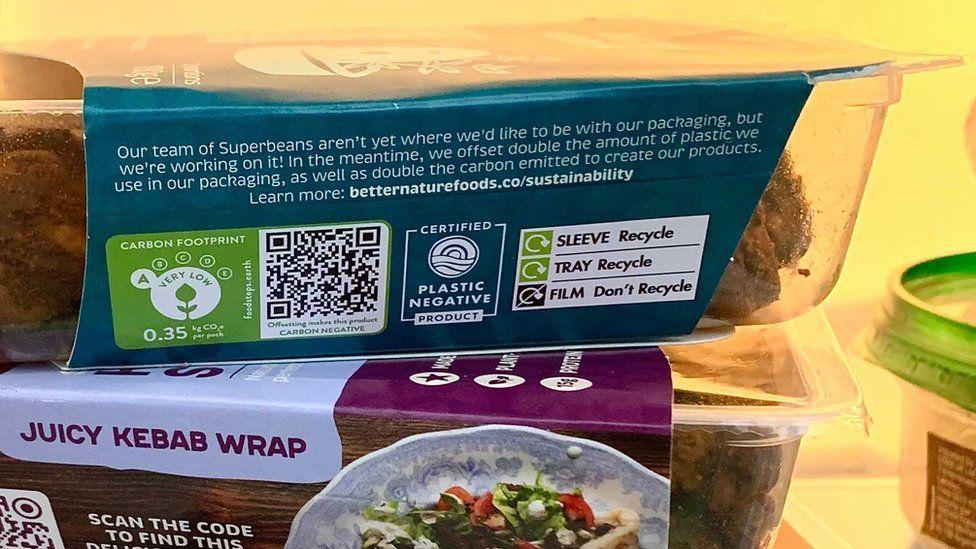 Our team of Superbeans aren't yet where we'd like to be with our packaging, but
we're working on it! In the meantime, we offset double the amount of plastic we
use in our packaging, as well as double the carbon emitted to create our products.
Learn more: betternaturefoods.co/sustainability
CARBON FOOTPRINT
A B C D E
VERY LOW
0.35 kg CO₂e
per pack
foodsteps.earth
Offsetting makes this product
CARBON NEGATIVE
CERTIFIED
PLASTIC
NEGATIVE
PRODUCT
SLEEVE Recycle
TRAY Recycle
FILM Don't Recycle
JUICY KEBAB WRAP
SCAN THE CODE
TO FIND THIS